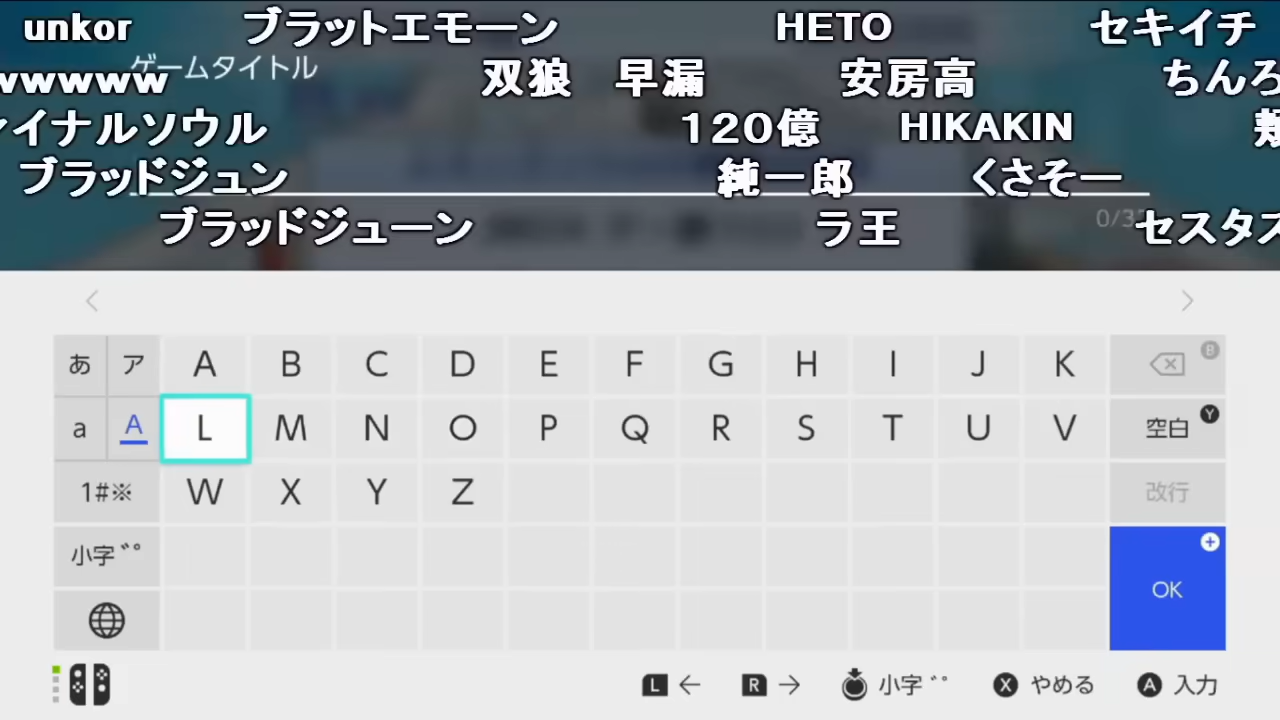 unkor ブラットエモーン HETO セキイチ
ゲームタイトル
wwwww 双狼 早漏 安房高 ちんろ
イナルソウル 120億 HIKAKIN
ブラッドジュン 純一郎 くさそー
ブラッドジューン ラ王 0/3 セスタス
あ ア A B C D E F G H I J K B
a A L M N O P Q R S T U V 空白 Y
1#※ W X Y Z 改行
小字゛゜ OK
L ← R → 小字゛゜ X やめる A 入力